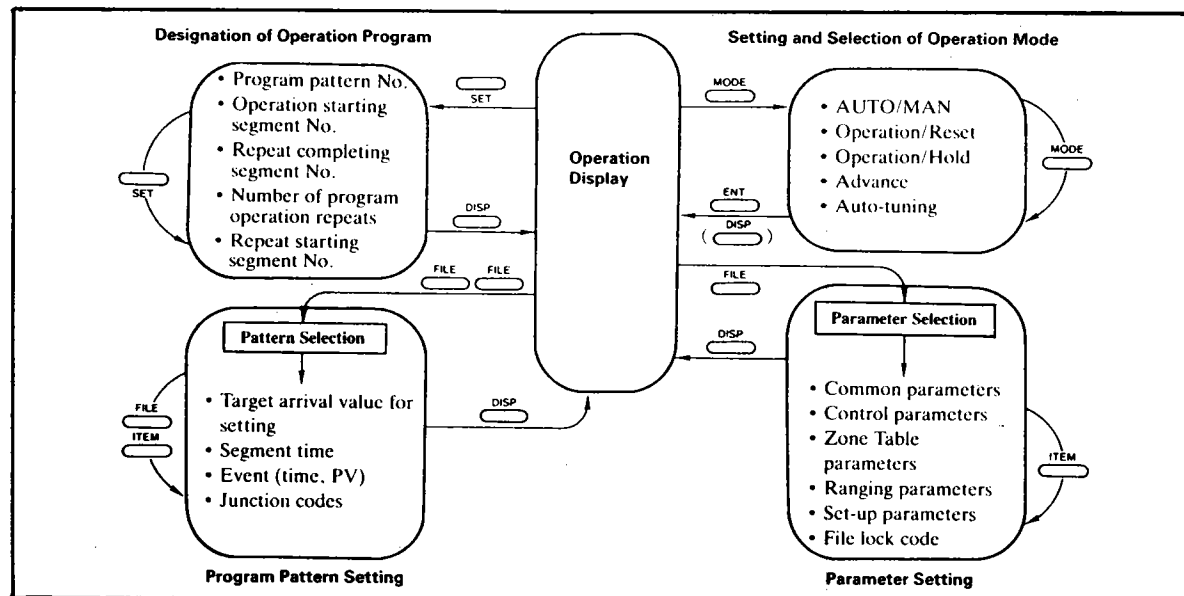 Designation of Operation Program
• Program pattern No.
• Operation starting
segment No.
• Repeat completing
segment No.
• Number of program
operation repeats
• Repeat starting
segment No.
SET
SET
DISP
FILE FILE
Operation
Display
Setting and Selection of Operation Mode
MODE
• AUTO/MAN
• Operation/Reset
• Operation/Hold
• Advance
• Auto-tuning
MODE
ENT
( DISP )
FILE
DISP
Pattern Selection
• Target arrival value for
setting
• Segment time
• Event (time, PV)
• Junction codes
FILE
ITEM
DISP
Program Pattern Setting
Parameter Selection
• Common parameters
• Control parameters
• Zone Table
parameters
• Ranging parameters
• Set-up parameters
• File lock code
ITEM
Parameter Setting